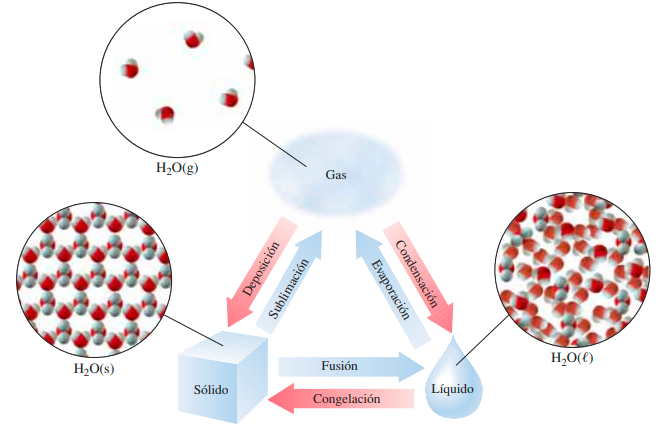 H₂O(g)
Gas
Deposición
Sublimación
Evaporación
Condensación
H₂O(s)
H₂O(ℓ)
Fusión
Sólido
Líquido
Congelación